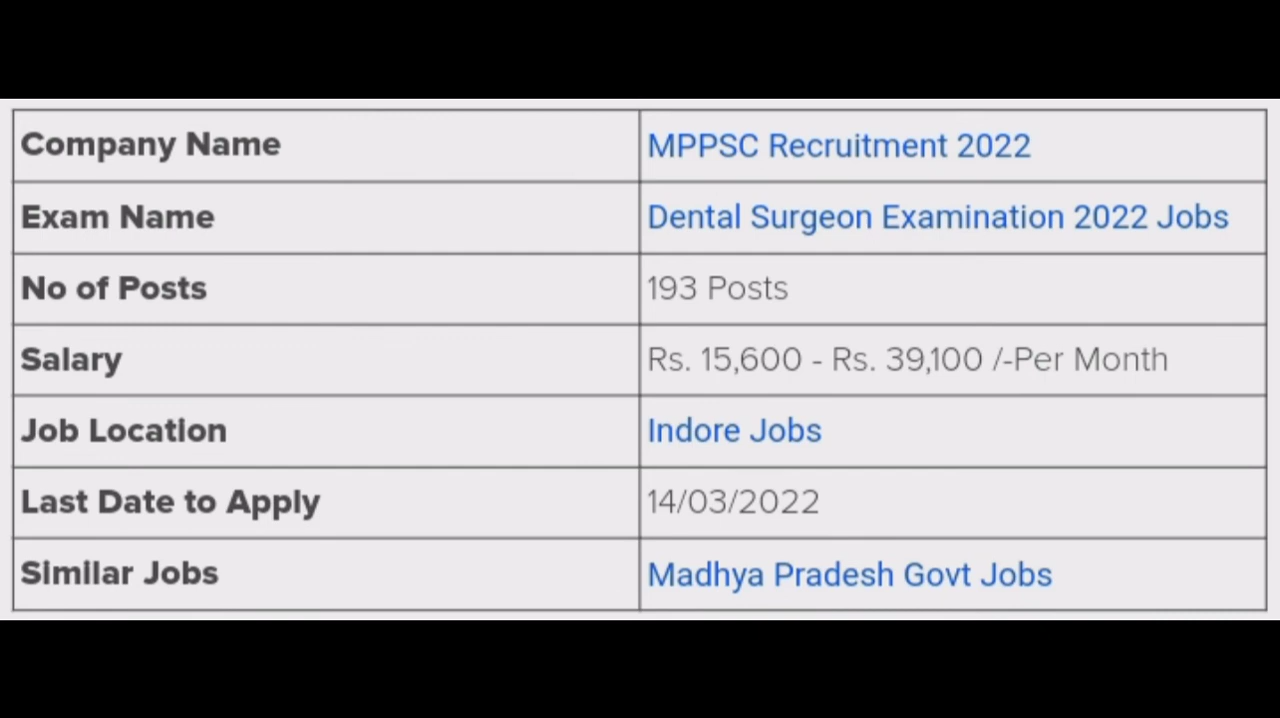 Company Name MPPSC Recruitment 2022
Exam Name Dental Surgeon Examination 2022 Jobs
No of Posts 193 Posts
Salary Rs. 15,600 - Rs. 39,100 /-Per Month
Job Location Indore Jobs
Last Date to Apply 14/03/2022
Similar Jobs Madhya Pradesh Govt Jobs